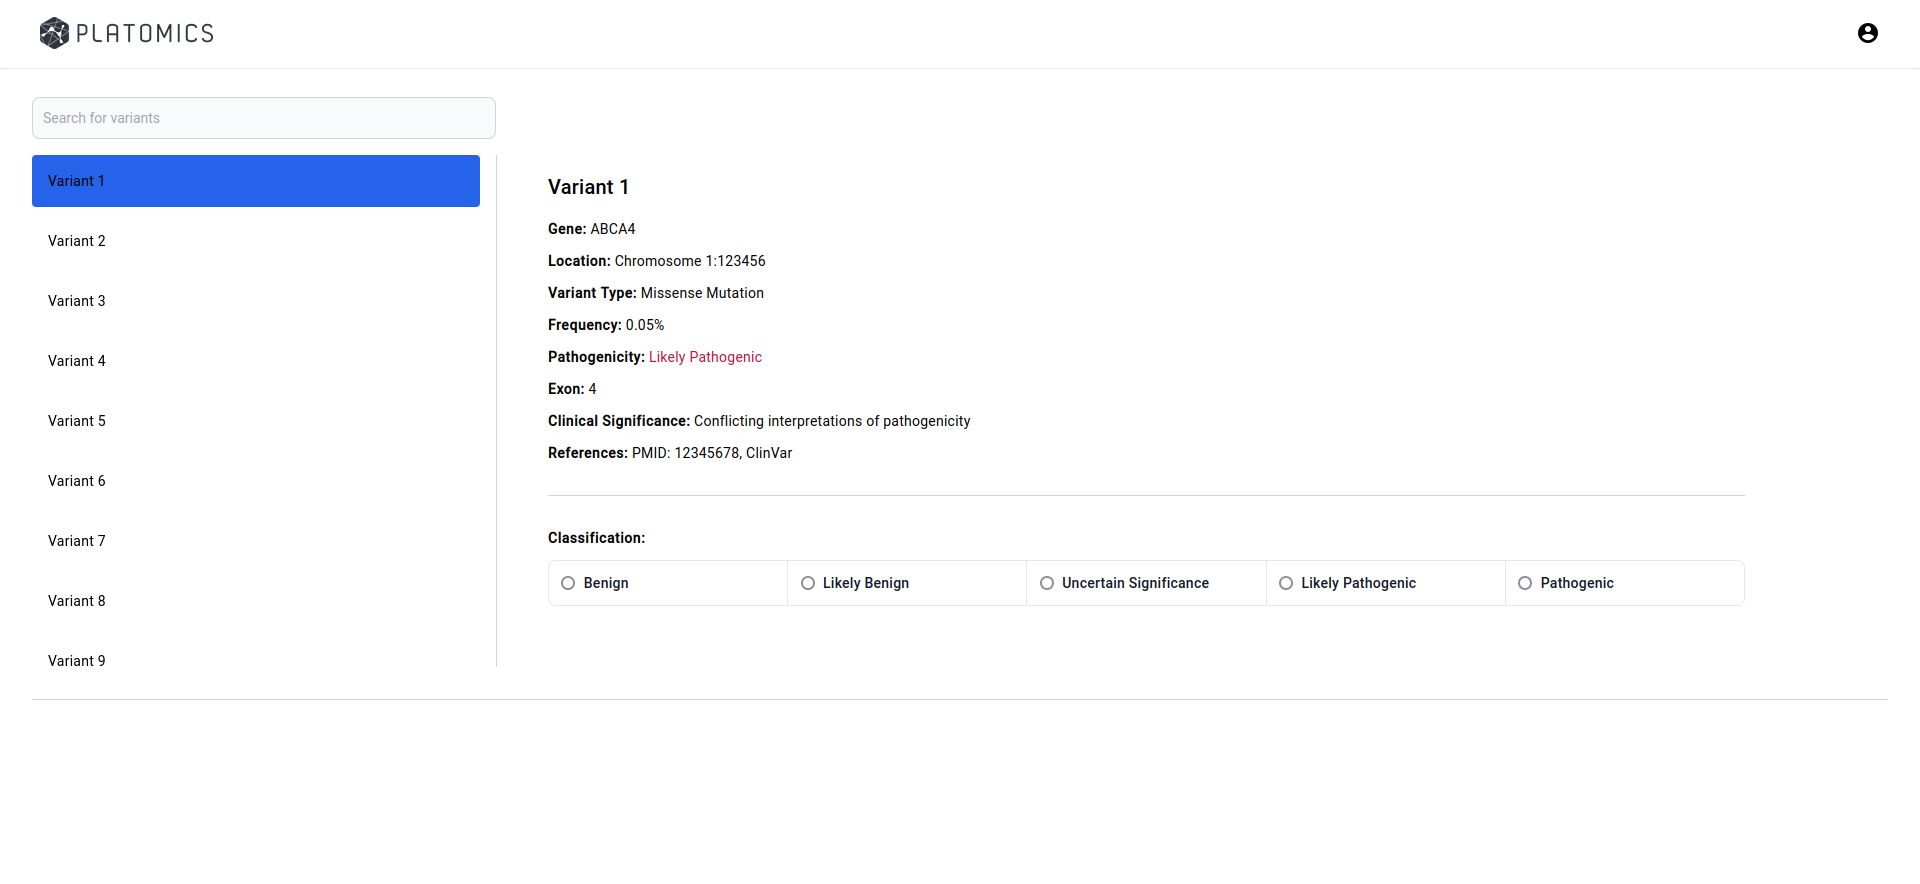 PLATOMICS
Search for variants
Variant 1
Variant 2
Variant 3
Variant 4
Variant 5
Variant 6
Variant 7
Variant 8
Variant 9
Variant 1
Gene: ABCA4
Location: Chromosome 1:123456
Variant Type: Missense Mutation
Frequency: 0.05%
Pathogenicity: Likely Pathogenic
Exon: 4
Clinical Significance: Conflicting interpretations of pathogenicity
References: PMID: 12345678, ClinVar
Classification:
Benign Likely Benign Uncertain Significance Likely Pathogenic Pathogenic